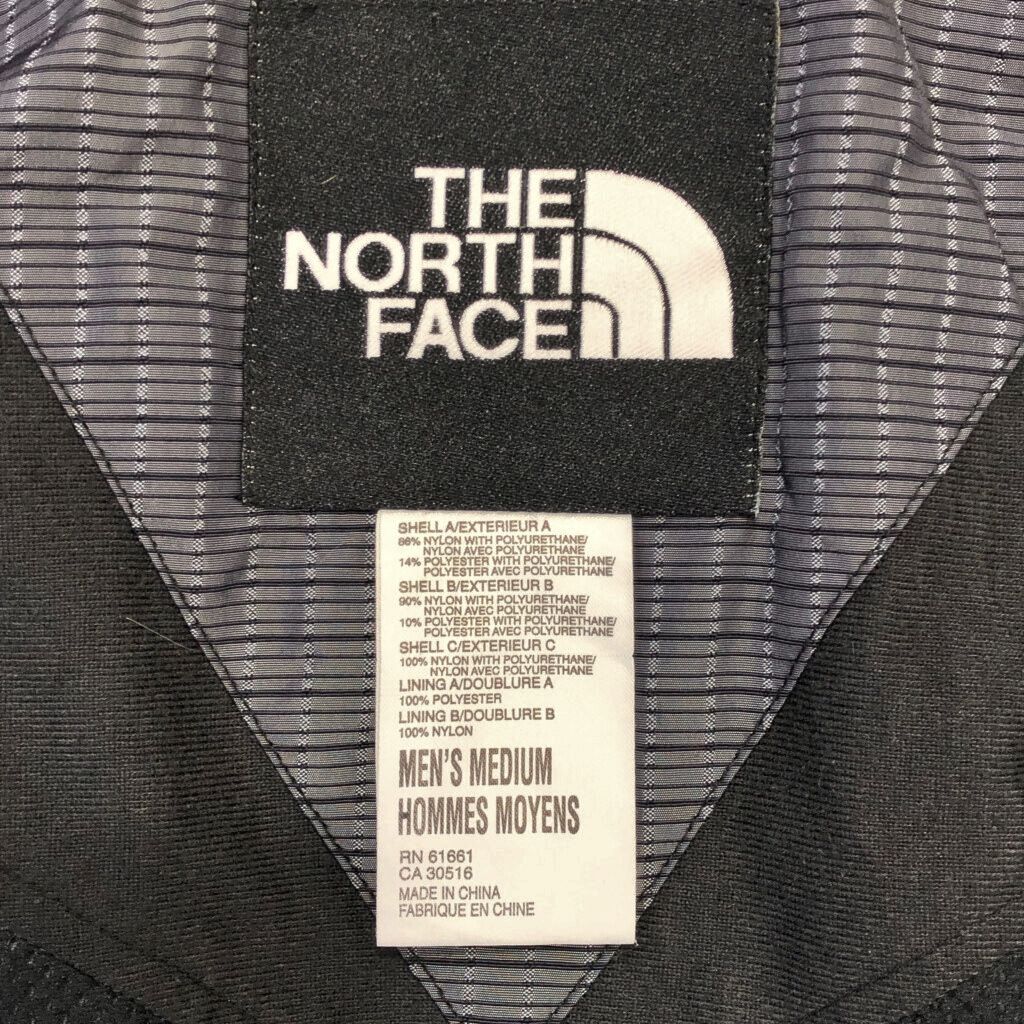 THE
NORTH
FACE
SHELL A/EXTERIEUR A
86% NYLON WITH POLYURETHANE/
NYLON AVEC POLYURETHANE
14% POLYESTER WITH POLYURETHANE/
POLYESTER AVEC POLYURETHANE
SHELL B/EXTERIEUR B
90% NYLON WITH POLYURETHANE/
NYLON AVEC POLYURETHANE
10% POLYESTER WITH POLYURETHANE/
POLYESTER AVEC POLYURETHANE
SHELL C/EXTERIEUR C
100% NYLON WITH POLYURETHANE/
NYLON AVEC POLYURETHANE
LINING A/DOUBLURE A
100% POLYESTER
LINING B/DOUBLURE B
100% NYLON
MEN'S MEDIUM
HOMMES MOYENS
RN 61661
CA 30516
MADE IN CHINA
FABRIQUE EN CHINE